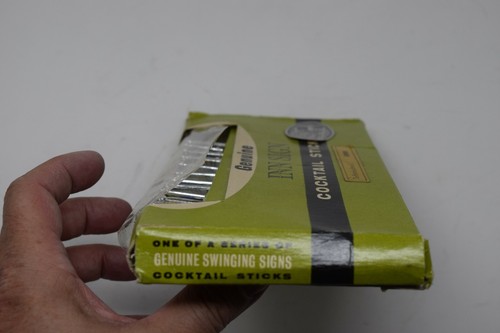 Genuine
INN SIGN
COCKTAIL STICKS
ONE OF A SERIES OF
GENUINE SWINGING SIGNS
COCKTAIL STICKS